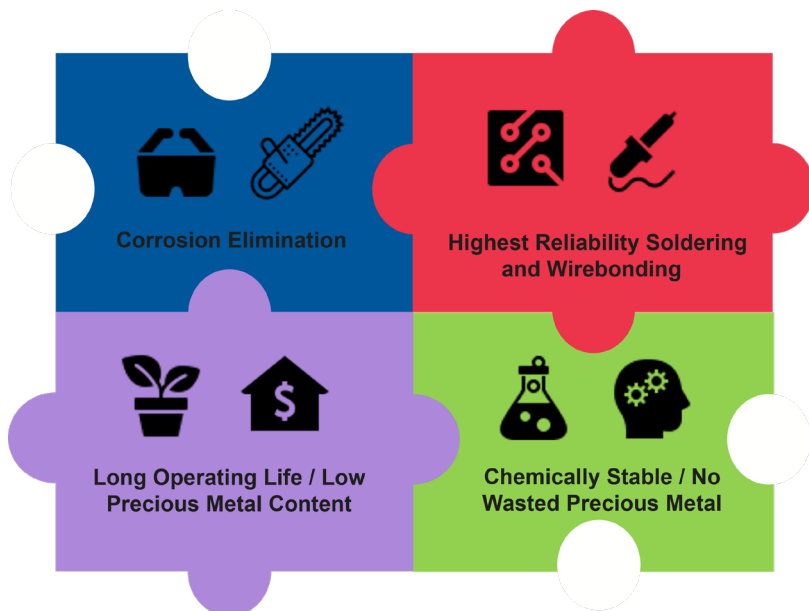 Corrosion Elimination
Highest Reliability Soldering
and Wirebonding
$
Long Operating Life / Low
Precious Metal Content
Chemically Stable / No
Wasted Precious Metal